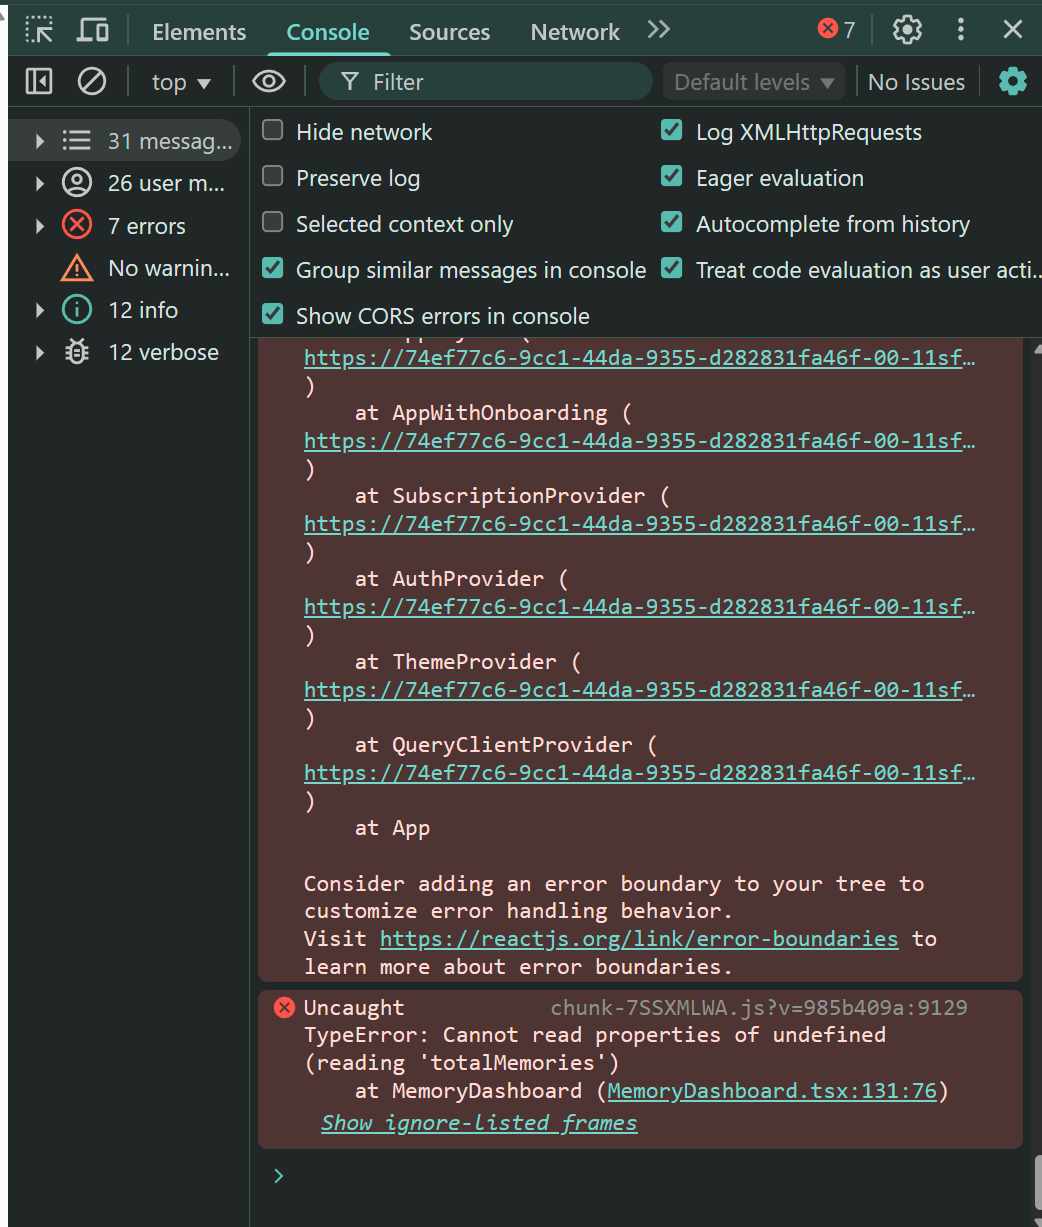 Elements Console Sources Network 7
top Filter Default levels No Issues
31 messag...
26 user m...
7 errors
No warnin...
12 info
12 verbose
Hide network Log XMLHttpRequests
Preserve log Eager evaluation
Selected context only Autocomplete from history
Group similar messages in console Treat code evaluation as user acti...
Show CORS errors in console
https://74ef77c6-9cc1-44da-9355-d282831fa46f-00-11sf…
)
at AppWithOnboarding (
https://74ef77c6-9cc1-44da-9355-d282831fa46f-00-11sf…
)
at SubscriptionProvider (
https://74ef77c6-9cc1-44da-9355-d282831fa46f-00-11sf…
)
at AuthProvider (
https://74ef77c6-9cc1-44da-9355-d282831fa46f-00-11sf…
)
at ThemeProvider (
https://74ef77c6-9cc1-44da-9355-d282831fa46f-00-11sf…
)
at QueryClientProvider (
https://74ef77c6-9cc1-44da-9355-d282831fa46f-00-11sf…
)
at App
Consider adding an error boundary to your tree to
customize error handling behavior.
Visit https://reactjs.org/link/error-boundaries to
learn more about error boundaries.
Uncaught chunk-7SSXMLWA.js?v=985b409a:9129
TypeError: Cannot read properties of undefined
(reading 'totalMemories')
at MemoryDashboard (MemoryDashboard.tsx:131:76)
Show ignore-listed frames